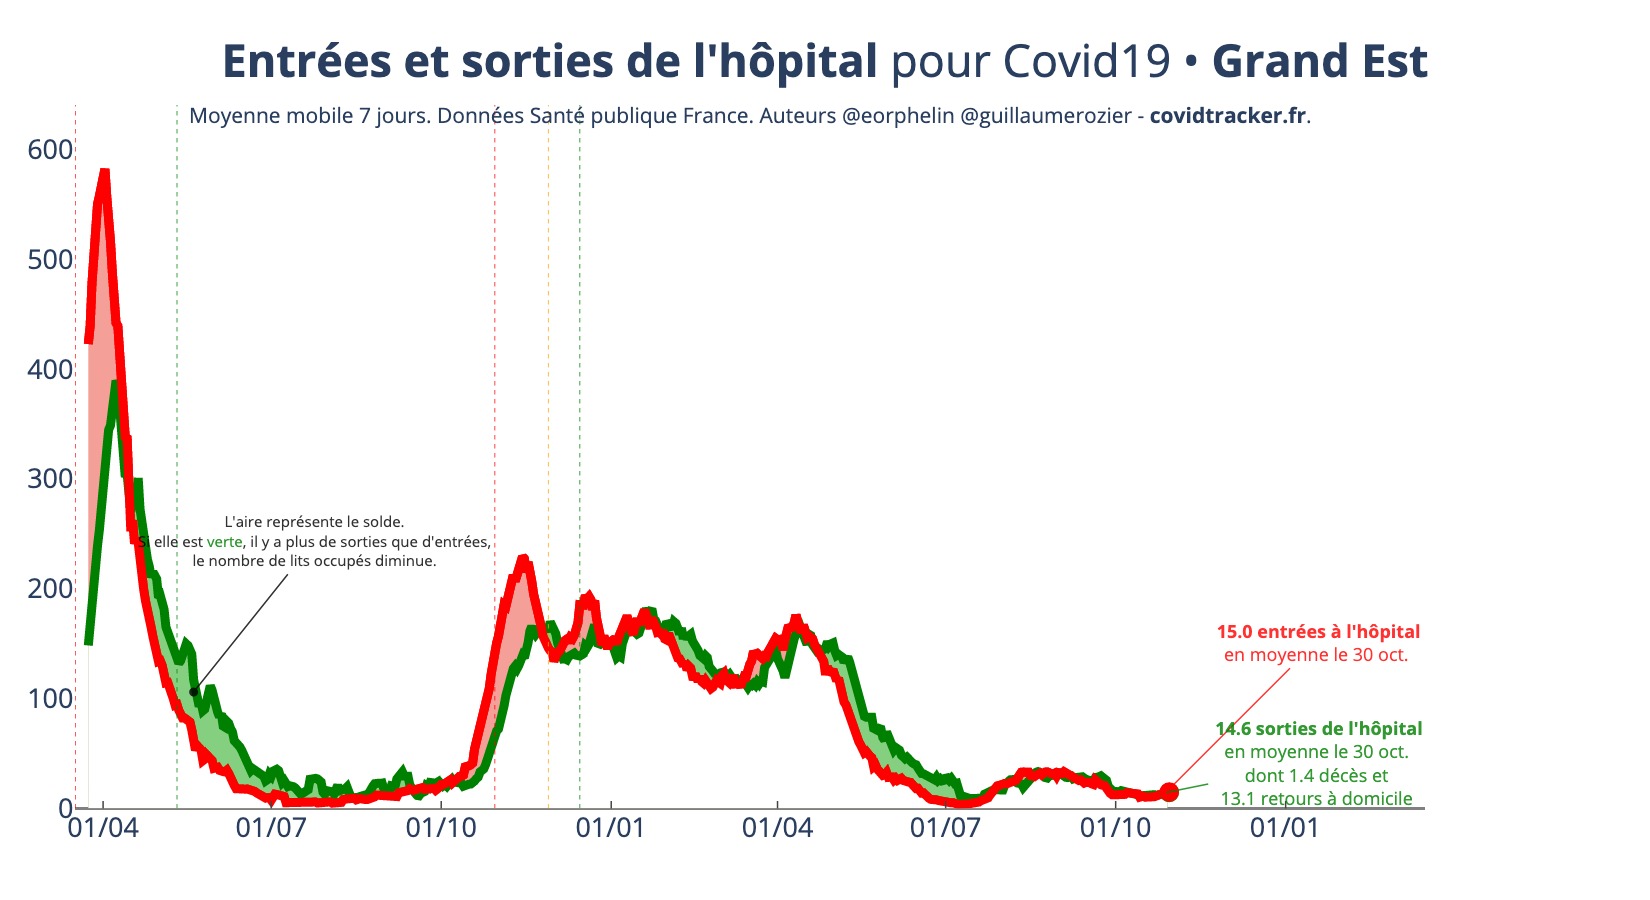 Entrées et sorties de l'hôpital pour Covid19 • Grand Est
Moyenne mobile 7 jours. Données Santé publique France. Auteurs @eorphelin @guillaumerozier - covidtracker.fr.
600
500
400
300
200
100
0
L'aire représente le solde.
Si elle est verte, il y a plus de sorties que d'entrées,
le nombre de lits occupés diminue.
15.0 entrées à l'hôpital
en moyenne le 30 oct.
14.6 sorties de l'hôpital
en moyenne le 30 oct.
dont 1.4 décès et
13.1 retours à domicile
01/04 01/07 01/10 01/01 01/04 01/07 01/10 01/01